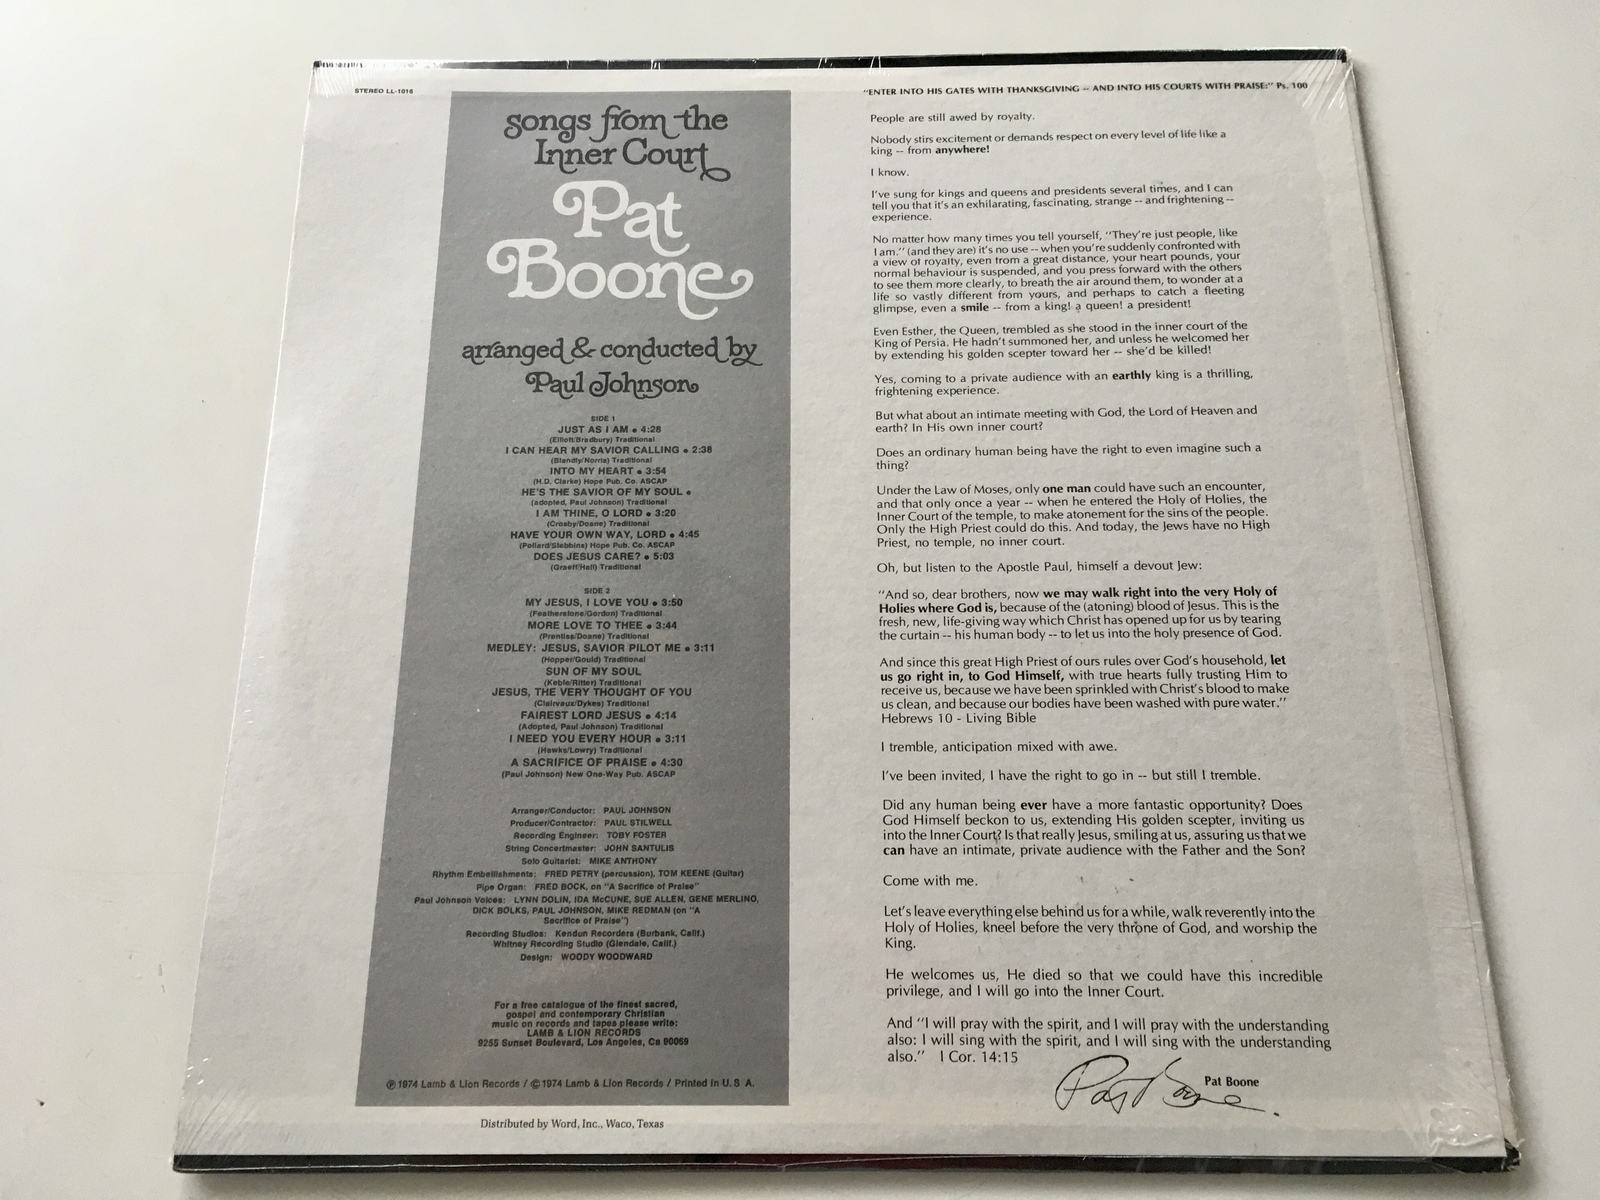 STEREO LL-1016
songs from the
Inner Court
Pat
Boone
arranged & conducted by
Paul Johnson
SIDE 1
JUST AS I AM • 4:28
(Elliott/Bradbury) Traditional
I CAN HEAR MY SAVIOR CALLING • 2:38
(Blandly/Norris) Traditional
INTO MY HEART • 3:54
(H.D. Clarke) Hope Pub. Co. ASCAP
HE'S THE SAVIOR OF MY SOUL •
(adopted, Paul Johnson) Traditional
I AM THINE, O LORD • 3:20
(Crosby/Doane) Traditional
HAVE YOUR OWN WAY, LORD • 4:45
(Pollard/Stebbins) Hope Pub. Co. ASCAP
DOES JESUS CARE? • 5:03
(Graeff/Hall) Traditional
SIDE 2
MY JESUS, I LOVE YOU • 3:50
(Featherstone/Gordon) Traditional
MORE LOVE TO THEE • 3:44
(Prentiss/Doane) Traditional
MEDLEY: JESUS, SAVIOR PILOT ME • 3:11
(Hopper/Gould) Traditional
SUN OF MY SOUL
(Keble/Ritter) Traditional
JESUS, THE VERY THOUGHT OF YOU
(Clairvaux/Dykes) Traditional
FAIREST LORD JESUS • 4:14
(Adopted, Paul Johnson) Traditional
I NEED YOU EVERY HOUR • 3:11
(Hawks/Lowry) Traditional
A SACRIFICE OF PRAISE • 4:30
(Paul Johnson) New One-Way Pub. ASCAP
Arranger/Conductor: PAUL JOHNSON
Producer/Contractor: PAUL STILWELL
Recording Engineer: TOBY FOSTER
String Concertmaster: JOHN SANTULIS
Solo Guitarist: MIKE ANTHONY
Rhythm Embellishments: FRED PETRY (percussion), TOM KEENE (Guitar)
Pipe Organ: FRED BOCK, on "A Sacrifice of Praise"
Paul Johnson Voices: LYNN DOLIN, IDA McCUNE, SUE ALLEN, GENE MERLINO,
DICK BOLKS, PAUL JOHNSON, MIKE REDMAN (on "A
Sacrifice of Praise")
Recording Studios: Kendun Recorders (Burbank, Calif.)
Whitney Recording Studio (Glendale, Calif.)
Design: WOODY WOODWARD
For a free catalogue of the finest sacred,
gospel and contemporary Christian
music on records and tapes please write:
LAMB & LION RECORDS
9255 Sunset Boulevard, Los Angeles, Ca 90069
℗1974 Lamb & Lion Records / ©1974 Lamb & Lion Records / Printed in U. S A.
Distributed by Word, Inc., Waco, Texas
"ENTER INTO HIS GATES WITH THANKSGIVING -- AND INTO HIS COURTS WITH PRAISE:" Ps. 100
People are still awed by royalty.
Nobody stirs excitement or demands respect on every level of life like a
king -- from anywhere!
I know.
I've sung for kings and queens and presidents several times, and I can
tell you that it's an exhilarating, fascinating, strange -- and frightening --
experience.
No matter how many times you tell yourself, "They're just people, like
I am." (and they are) it's no use -- when you're suddenly confronted with
a view of royalty, even from a great distance, your heart pounds, your
normal behaviour is suspended, and you press forward with the others
to see them more clearly, to breath the air around them, to wonder at a
life so vastly different from yours, and perhaps to catch a fleeting
glimpse, even a smile -- from a king! a queen! a president!
Even Esther, the Queen, trembled as she stood in the inner court of the
King of Persia. He hadn't summoned her, and unless he welcomed her
by extending his golden scepter toward her -- she'd be killed!
Yes, coming to a private audience with an earthly king is a thrilling,
frightening experience.
But what about an intimate meeting with God, the Lord of Heaven and
earth? In His own inner court?
Does an ordinary human being have the right to even imagine such a
thing?
Under the Law of Moses, only one man could have such an encounter,
and that only once a year -- when he entered the Holy of Holies, the
Inner Court of the temple, to make atonement for the sins of the people.
Only the High Priest could do this. And today, the Jews have no High
Priest, no temple, no inner court.
Oh, but listen to the Apostle Paul, himself a devout Jew:
"And so, dear brothers, now we may walk right into the very Holy of
Holies where God is, because of the (atoning) blood of Jesus. This is the
fresh, new, life-giving way which Christ has opened up for us by tearing
the curtain -- his human body -- to let us into the holy presence of God.
And since this great High Priest of ours rules over God's household, let
us go right in, to God Himself, with true hearts fully trusting Him to
receive us, because we have been sprinkled with Christ's blood to make
us clean, and because our bodies have been washed with pure water."
Hebrews 10 - Living Bible
I tremble, anticipation mixed with awe.
I've been invited, I have the right to go in -- but still I tremble.
Did any human being ever have a more fantastic opportunity? Does
God Himself beckon to us, extending His golden scepter, inviting us
into the Inner Court? Is that really Jesus, smiling at us, assuring us that we
can have an intimate, private audience with the Father and the Son?
Come with me.
Let's leave everything else behind us for a while, walk reverently into the
Holy of Holies, kneel before the very throne of God, and worship the
King.
He welcomes us, He died so that we could have this incredible
privilege, and I will go into the Inner Court.
And "I will pray with the spirit, and I will pray with the understanding
also: I will sing with the spirit, and I will sing with the understanding
also." I Cor. 14:15
Pat Boone
Pat Boone